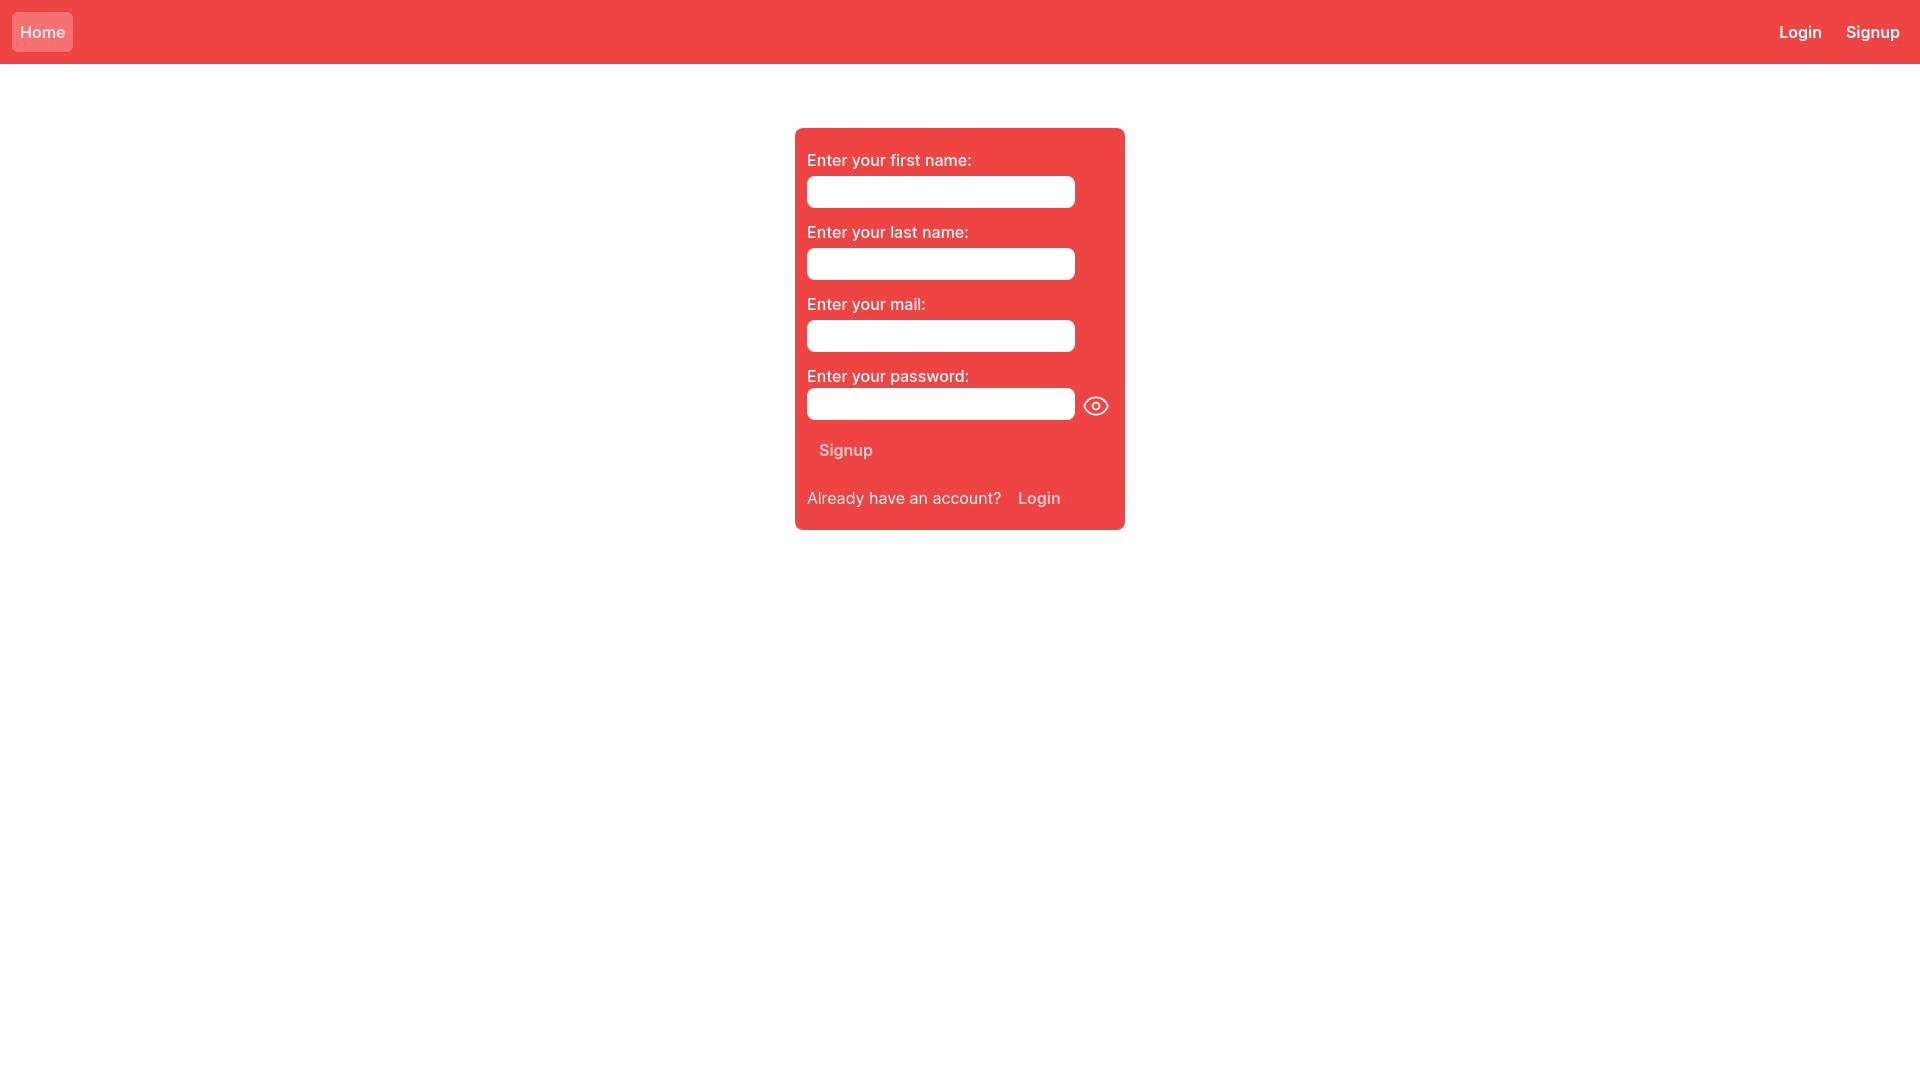 Home Login Signup
Enter your first name:
Enter your last name:
Enter your mail:
Enter your password:
Signup
Already have an account? Login